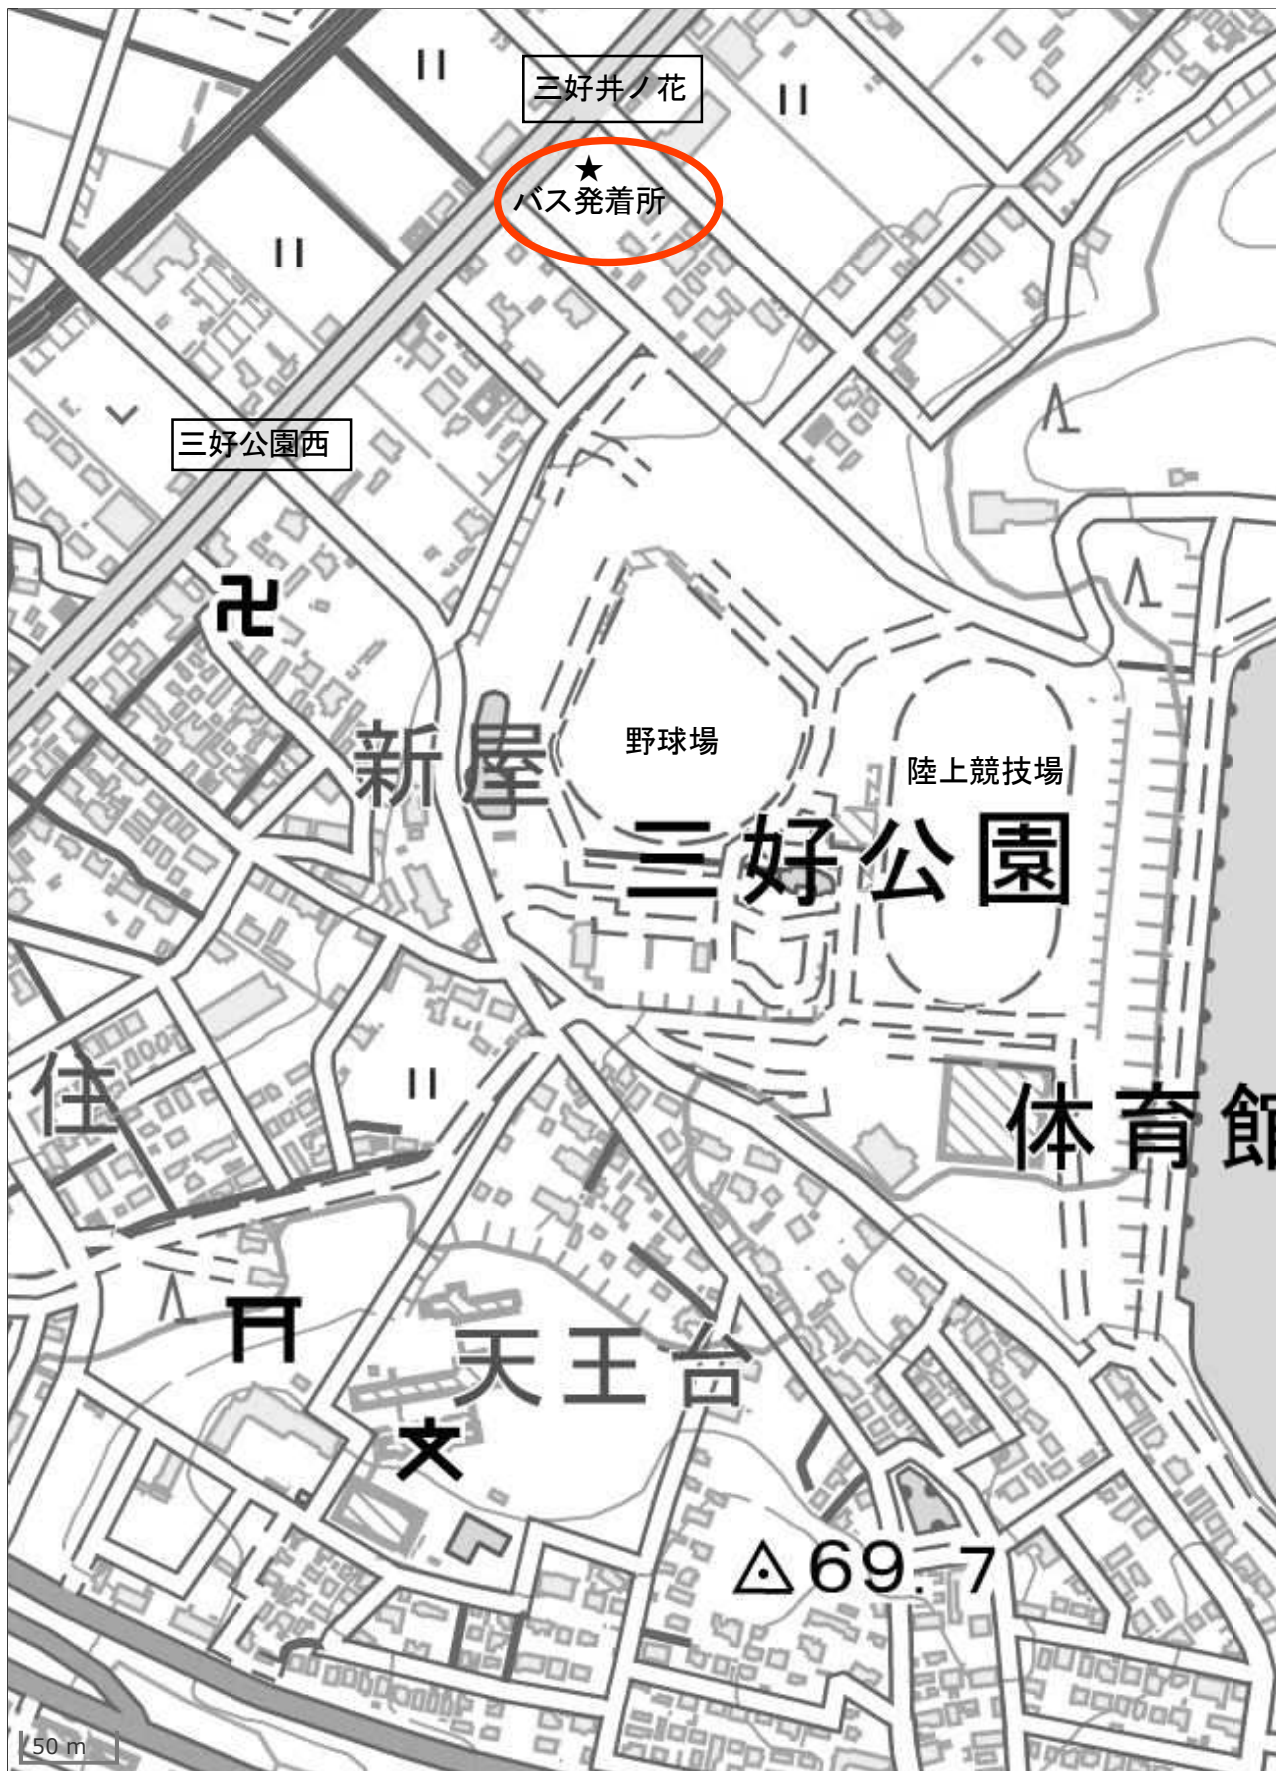 三好井ノ花
★
バス発着所
三好公園西
新屋
野球場
陸上競技場
三好公園
住
体育館
天王台
69.7
50 m